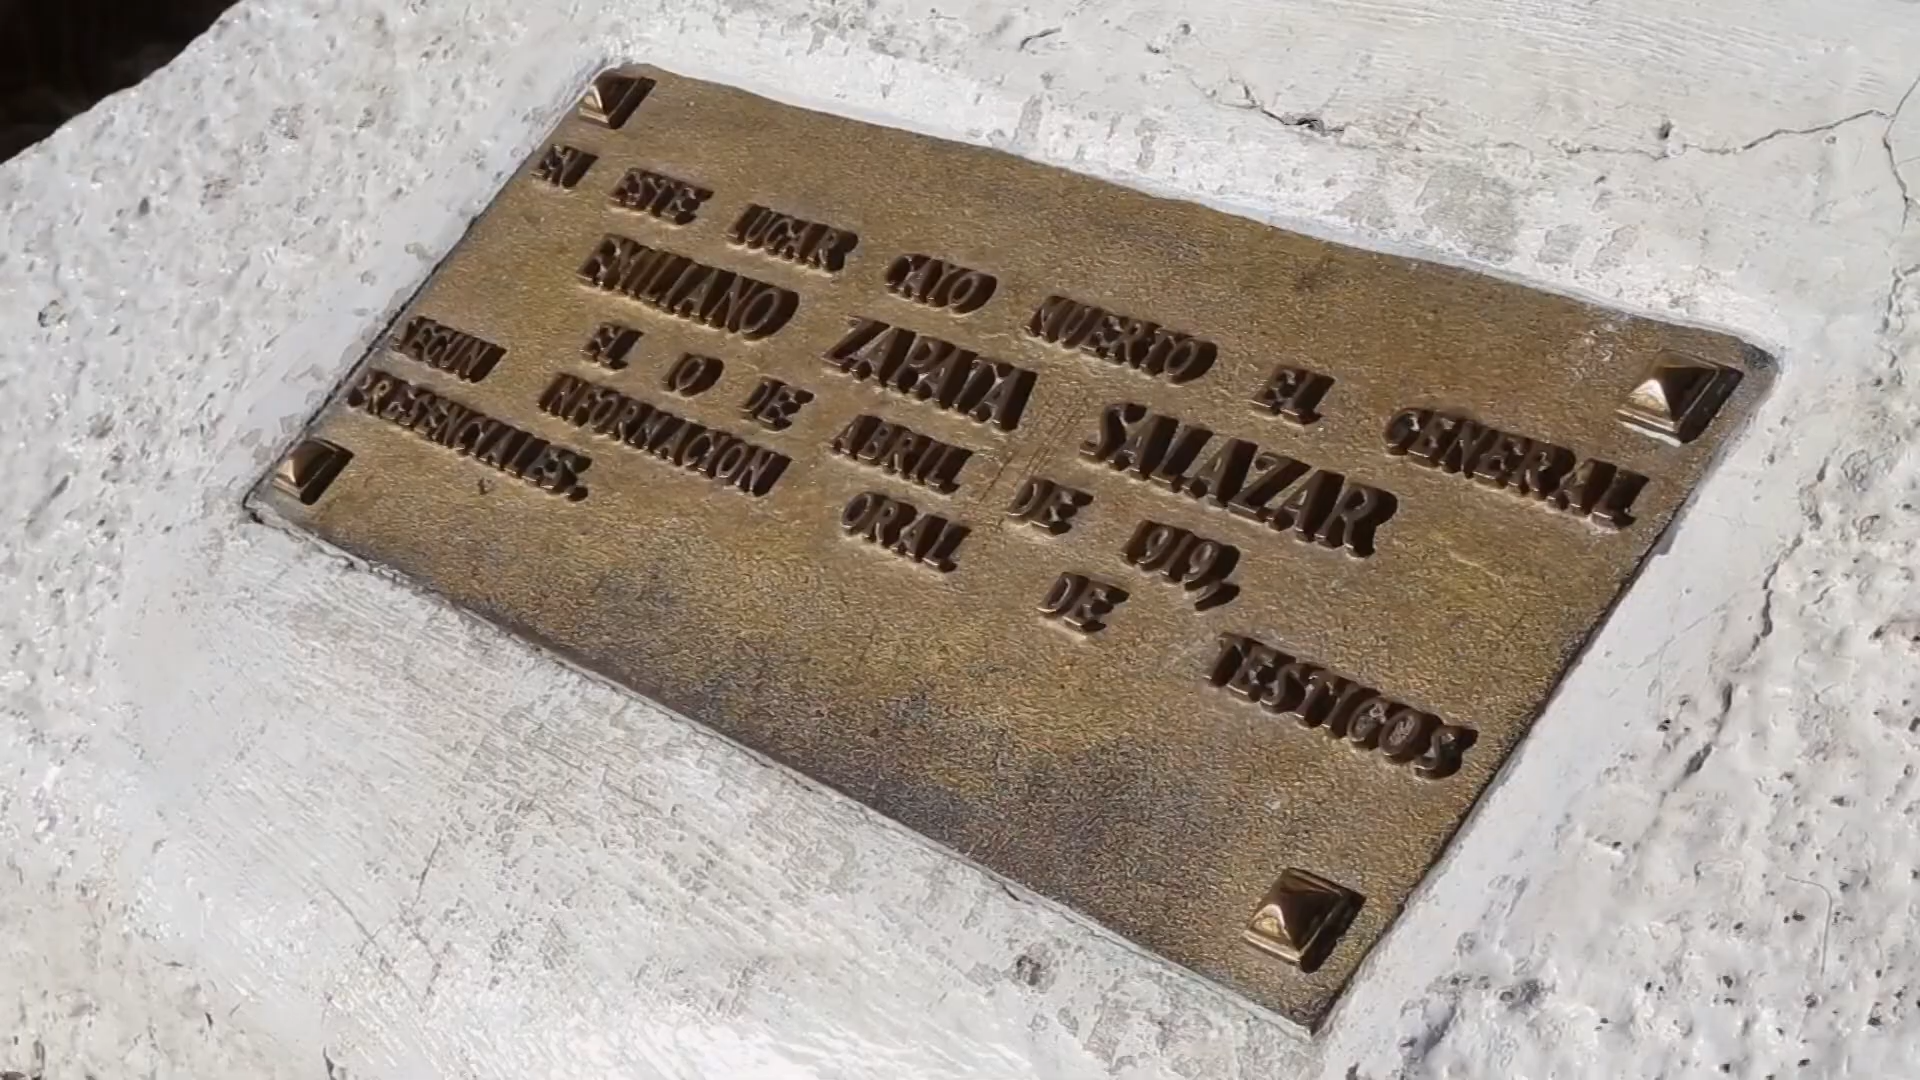 EN ESTE LUGAR CAYO MUERTO EL GENERAL
EMILIANO ZAPATA SALAZAR
EL 10 DE ABRIL DE 1919,
SEGUN INFORMACION ORAL DE TESTIGOS
PRESENCIALES.